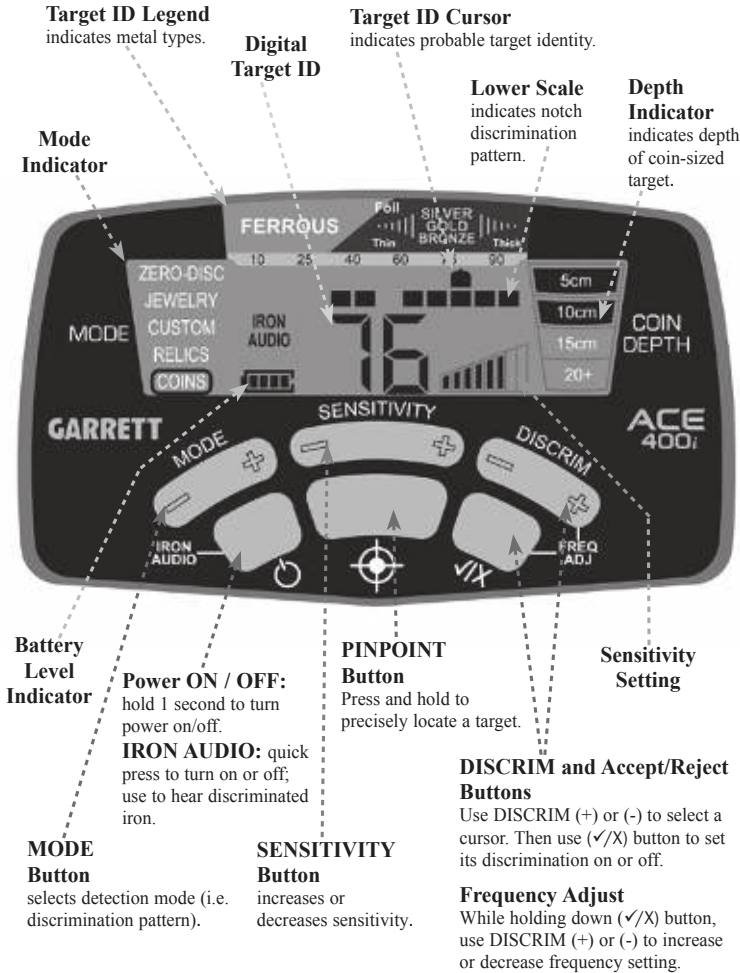 Target ID Legend
indicates metal types.
Digital
Target ID
Target ID Cursor
indicates probable target identity.
Lower Scale
indicates notch
discrimination
pattern.
Depth
Indicator
indicates depth
of coin-sized
target.
Mode
Indicator
FERROUS
Foil
Thin
SILVER
GOLD
BRONZE
Thick
10 25 40 60 75 90
MODE
ZERO-DISC
JEWELRY
CUSTOM
RELICS
COINS
IRON
AUDIO
76
5cm
10cm
15cm
20+
COIN
DEPTH
GARRETT
ACE
400i
MODE
- +
SENSITIVITY
- +
DISCRIM
- +
IRON
AUDIO
✓/X
FREQ
ADJ
Battery
Level
Indicator
Power ON / OFF:
hold 1 second to turn
power on/off.
IRON AUDIO: quick
press to turn on or off;
use to hear discriminated
iron.
PINPOINT
Button
Press and hold to
precisely locate a target.
Sensitivity
Setting
MODE
Button
selects detection mode (i.e.
discrimination pattern).
SENSITIVITY
Button
increases or
decreases sensitivity.
DISCRIM and Accept/Reject
Buttons
Use DISCRIM (+) or (-) to select a
cursor. Then use (✓/X) button to set
its discrimination on or off.
Frequency Adjust
While holding down (✓/X) button,
use DISCRIM (+) or (-) to increase
or decrease frequency setting.